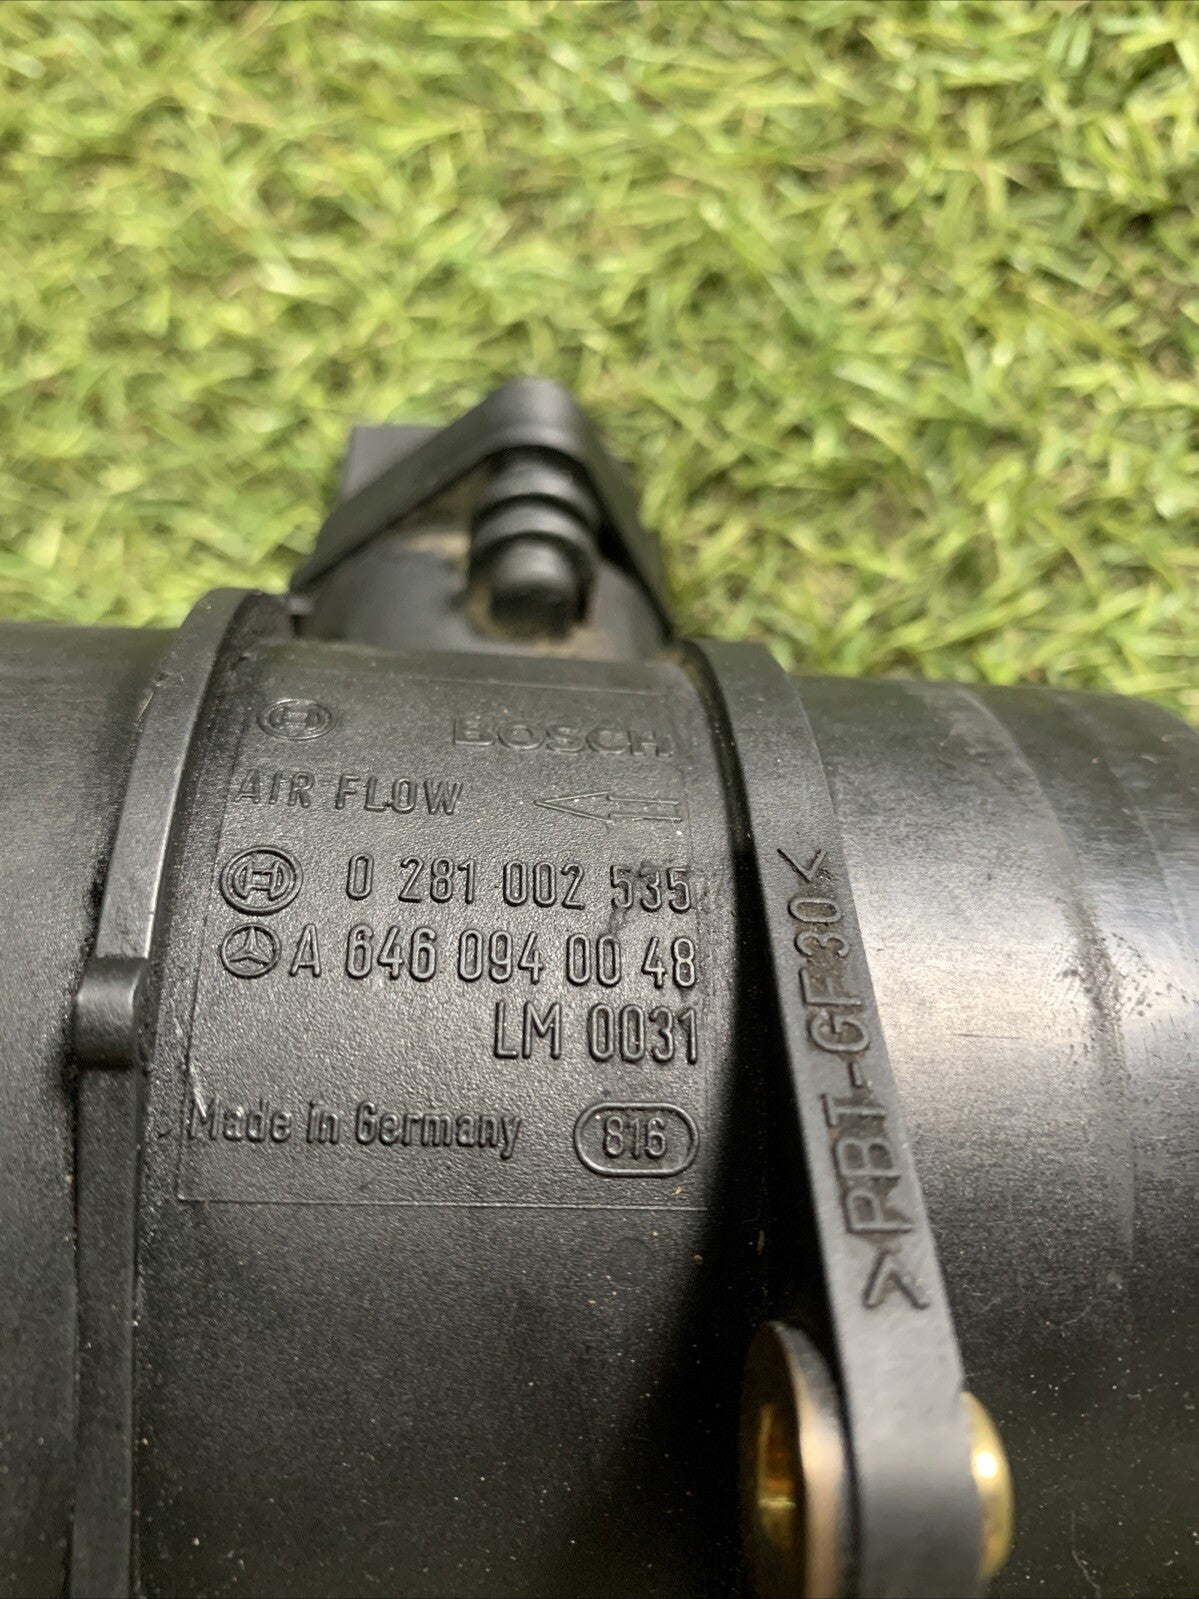 BOSCH
AIR FLOW
0 281 002 535
A 646 094 00 48
LM 0031
Made in Germany
816
>PBT-GF30<